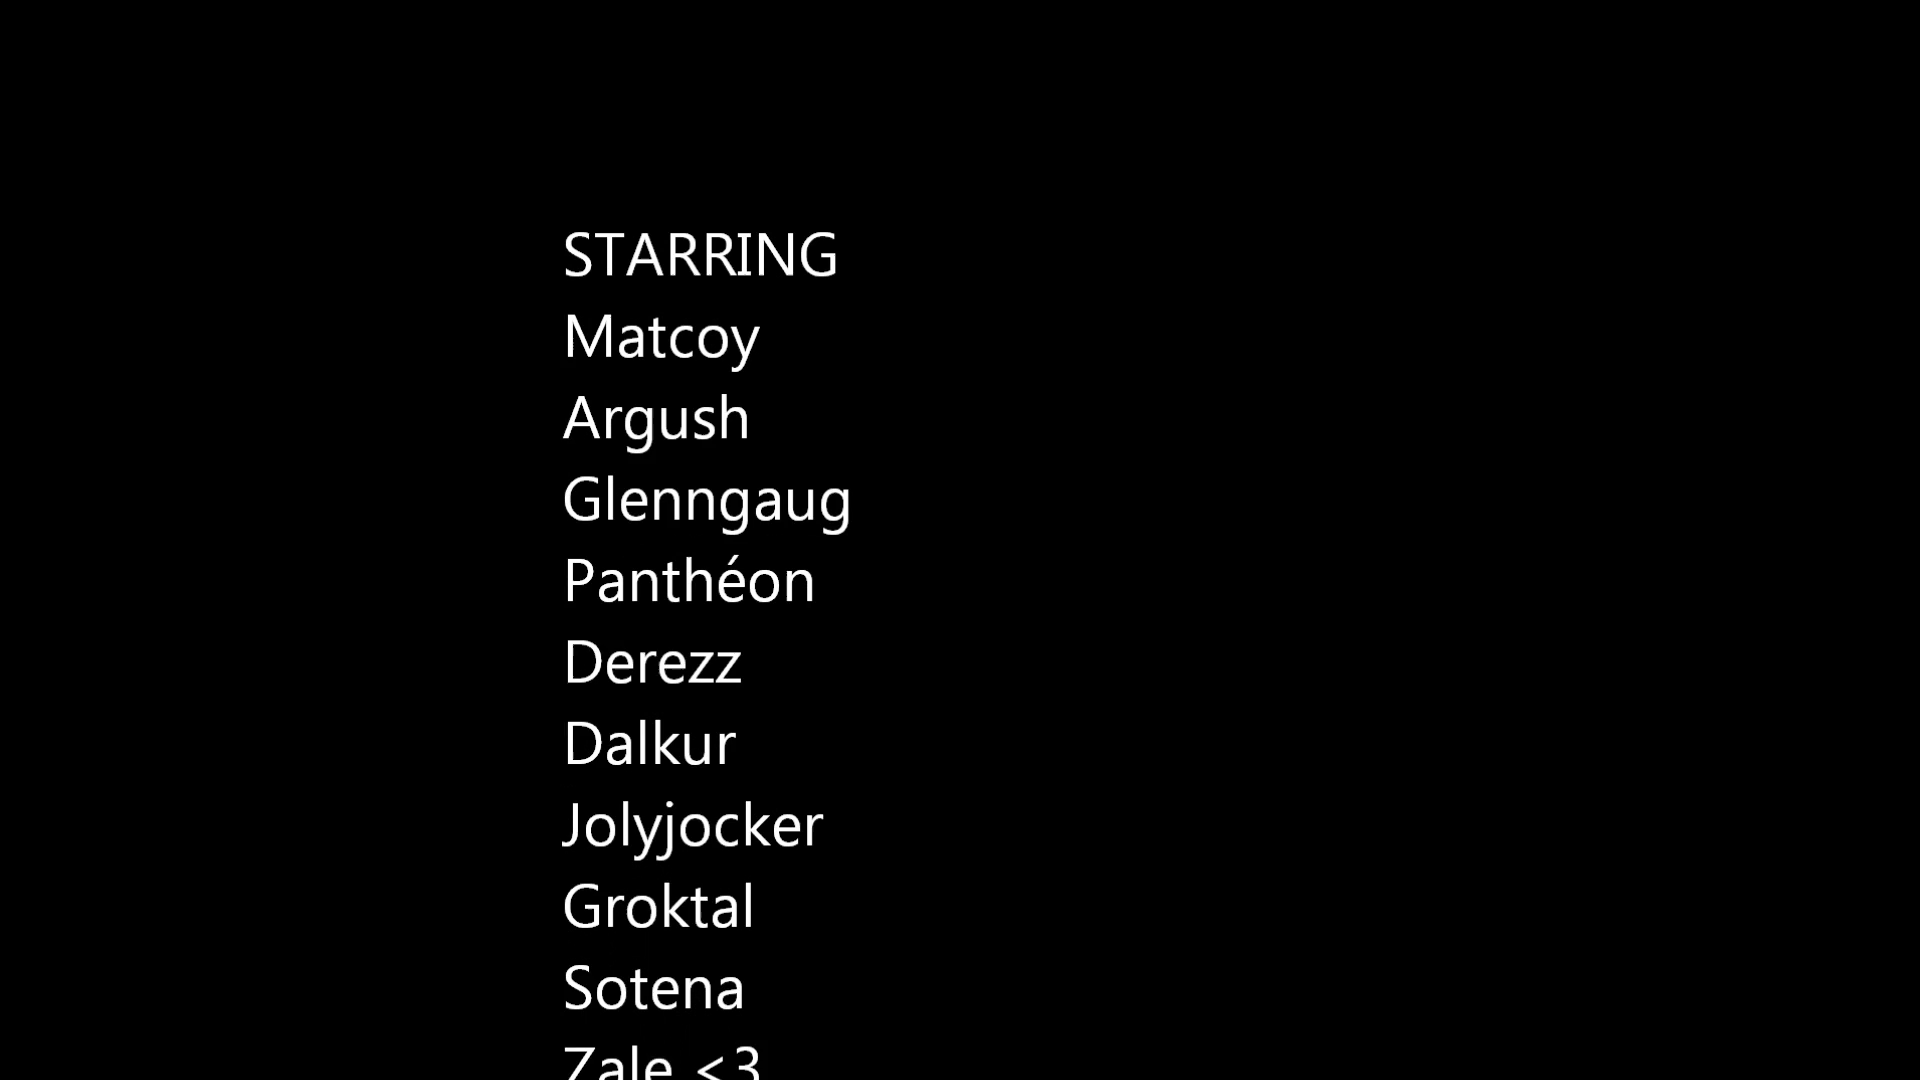 STARRING
Matcoy
Argush
Glenngaug
Panthéon
Derezz
Dalkur
Jolyjocker
Groktal
Sotena
Zale <3